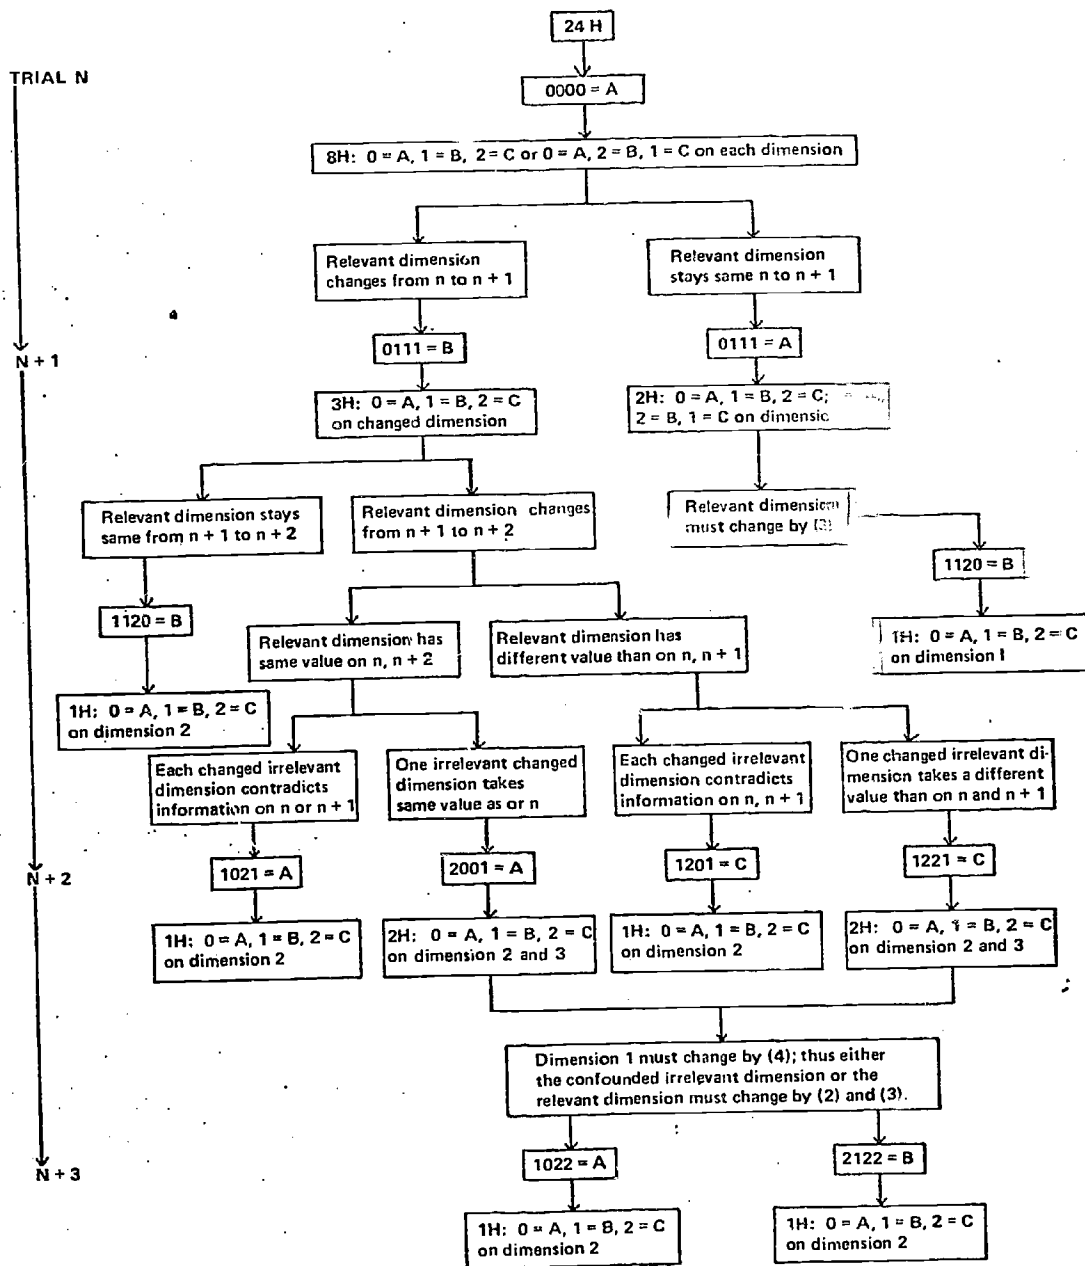 24 H
TRIAL N
0000 = A
8H: 0 = A, 1 = B, 2 = C or 0 = A, 2 = B, 1 = C on each dimension
Relevant dimension
changes from n to n + 1
Relevant dimension
stays same n to n + 1
0111 = B
0111 = A
N + 1
3H: 0 = A, 1 = B, 2 = C
on changed dimension
2H: 0 = A, 1 = B, 2 = C;
2 = B, 1 = C on dimensic
Relevant dimension stays
same from n + 1 to n + 2
Relevant dimension changes
from n + 1 to n + 2
Relevant dimension
must change by (3)
1120 = B
1120 = B
Relevant dimension has
same value on n, n + 2
Relevant dimension has
different value than on n, n + 1
1H: 0 = A, 1 = B, 2 = C
on dimension I
1H: 0 = A, 1 = B, 2 = C
on dimension 2
Each changed irrelevant
dimension contradicts
information on n or n + 1
One irrelevant changed
dimension takes
same value as or n
Each changed irrelevant
dimension contradicts
information on n, n + 1
One changed irrelevant di-
mension takes a different
value than on n and n + 1
N + 2
1021 = A
2001 = A
1201 = C
1221 = C
1H: 0 = A, 1 = B, 2 = C
on dimension 2
2H: 0 = A, 1 = B, 2 = C
on dimension 2 and 3
1H: 0 = A, 1 = B, 2 = C
on dimension 2
2H: 0 = A, 1 = B, 2 = C
on dimension 2 and 3
Dimension 1 must change by (4); thus either
the confounded irrelevant dimension or the
relevant dimension must change by (2) and (3).
N + 3
1022 = A
2122 = B
1H: 0 = A, 1 = B, 2 = C
on dimension 2
1H: 0 = A, 1 = B, 2 = C
on dimension 2